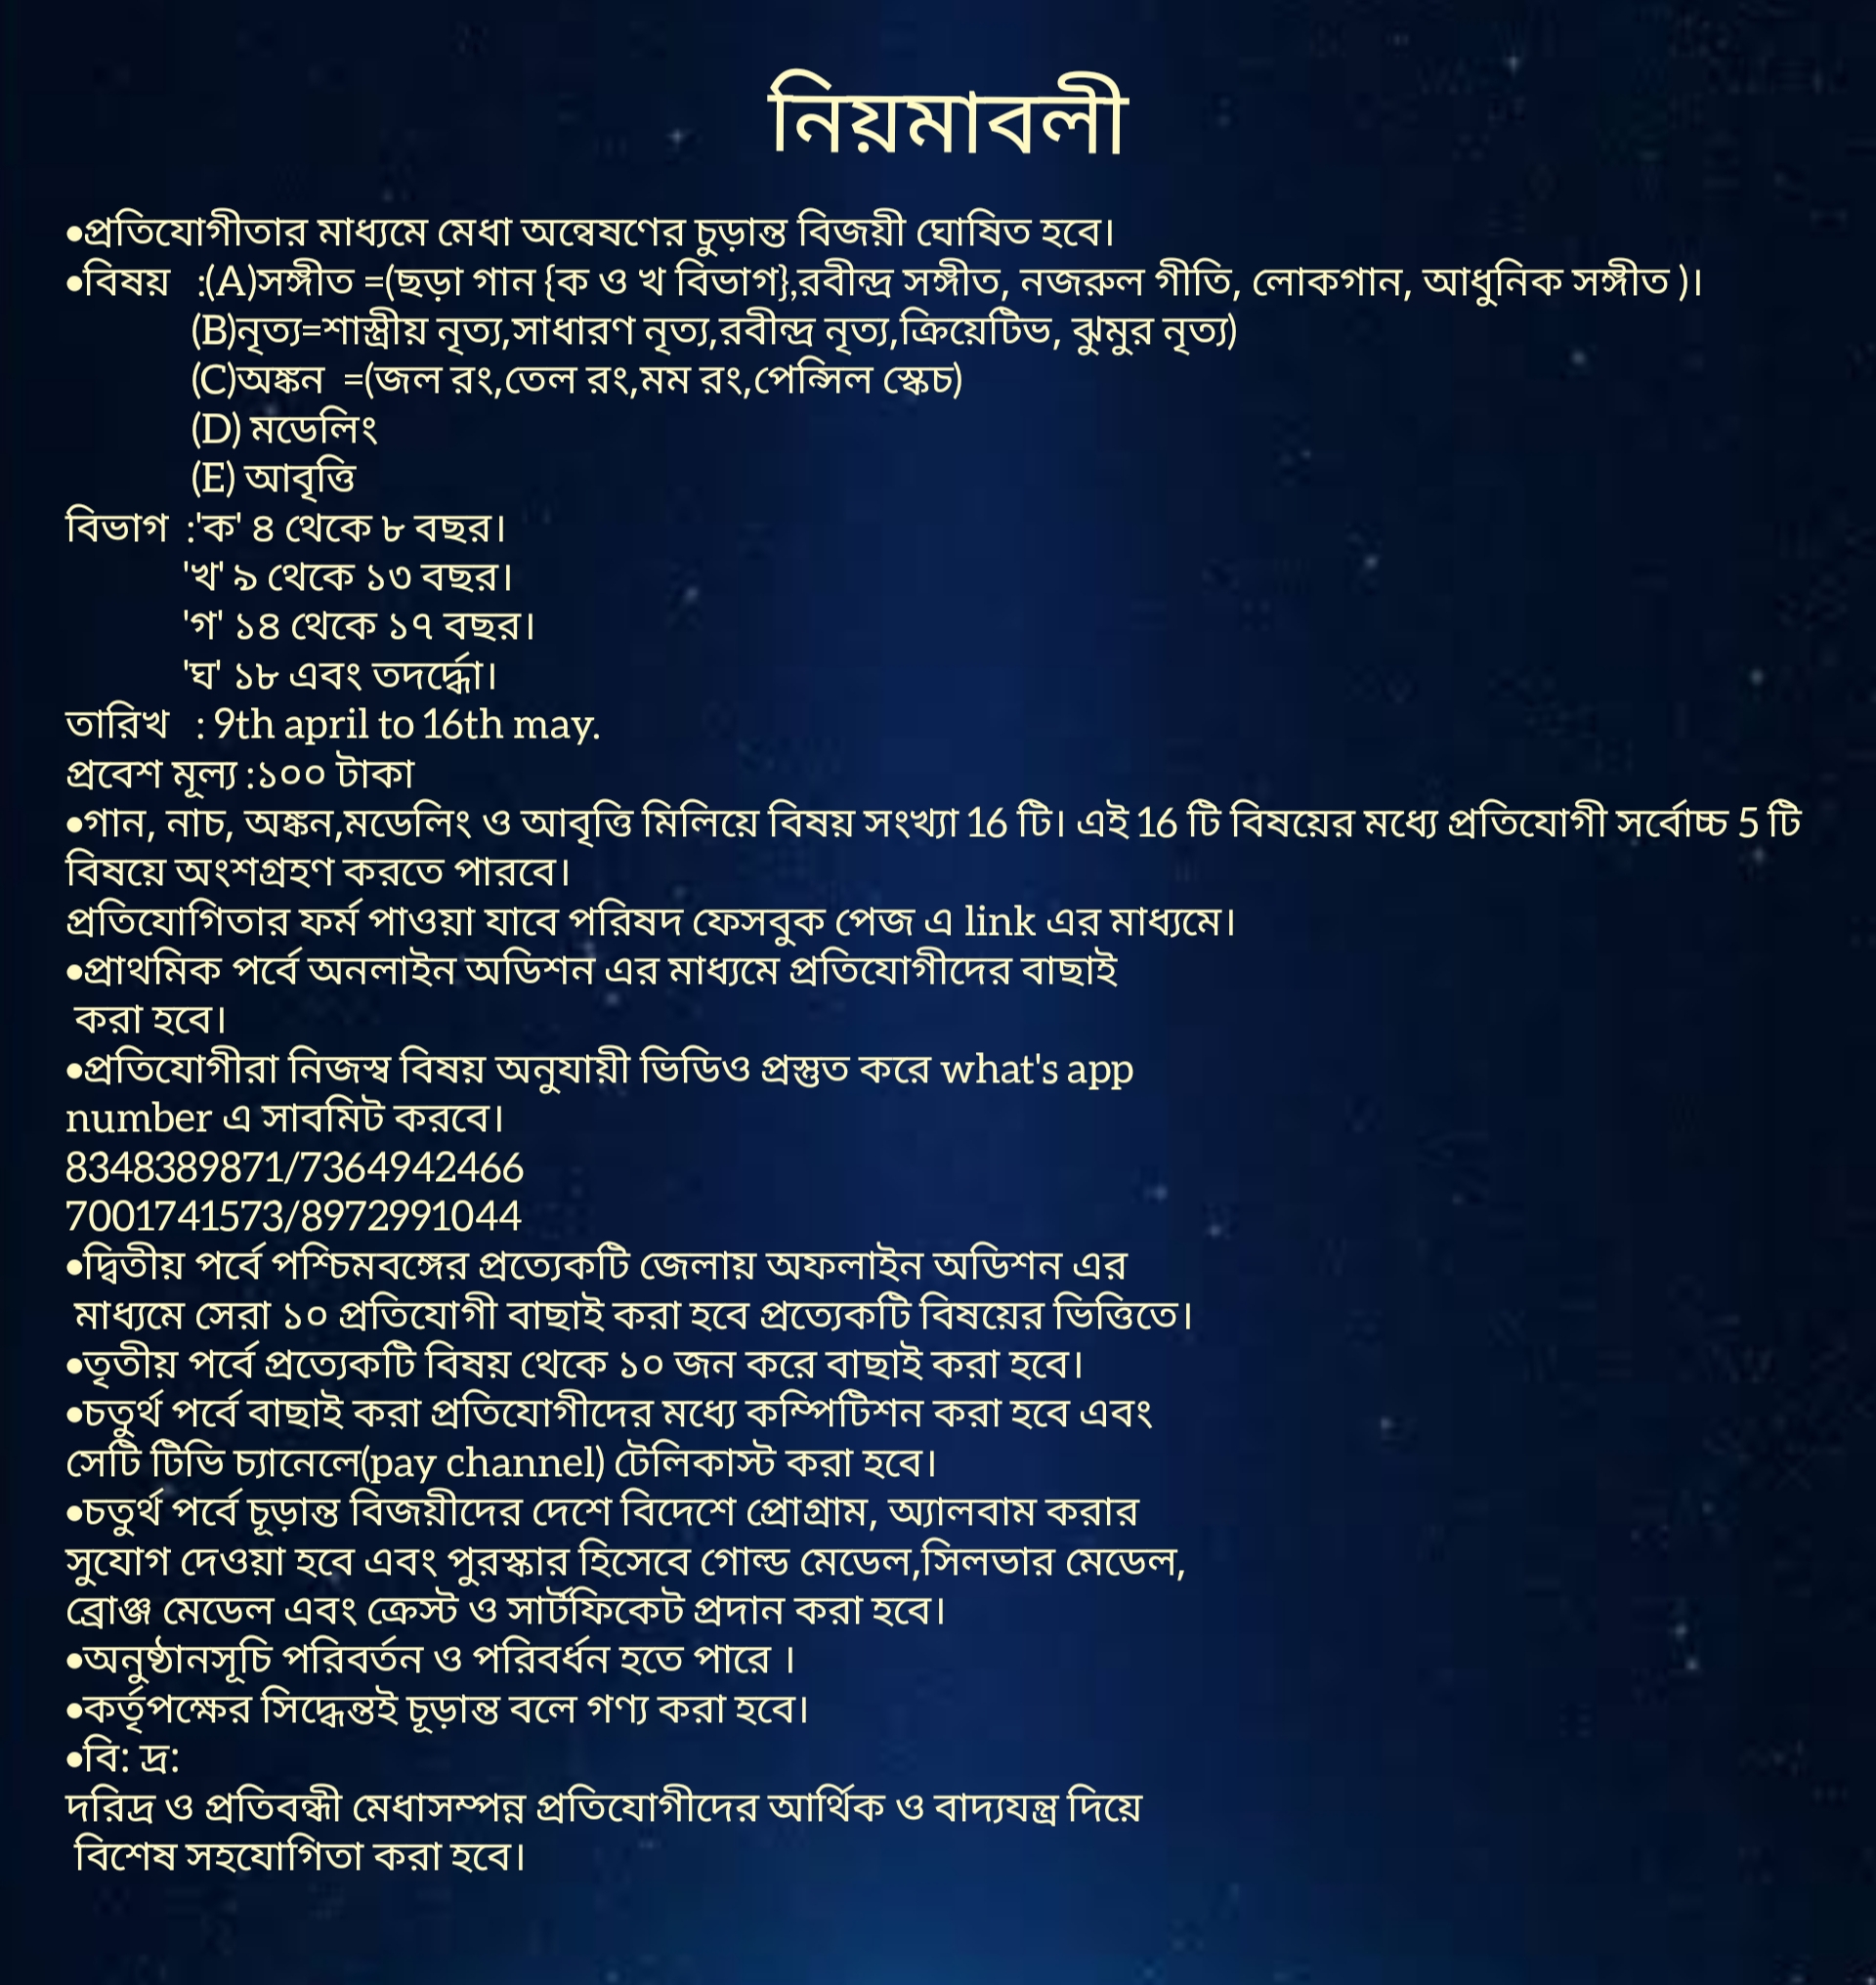 নিয়মাবলী
•প্রতিযোগীতার মাধ্যমে মেধা অন্বেষণের চুড়ান্ত বিজয়ী ঘোষিত হবে।
•বিষয় :(A)সঙ্গীত =(ছড়া গান {ক ও খ বিভাগ},রবীন্দ্র সঙ্গীত, নজরুল গীতি, লোকগান, আধুনিক সঙ্গীত )।
(B)নৃত্য=শাস্ত্রীয় নৃত্য,সাধারণ নৃত্য,রবীন্দ্র নৃত্য,ক্রিয়েটিভ, ঝুমুর নৃত্য)
(C)অঙ্কন =(জল রং,তেল রং,মম রং,পেন্সিল স্কেচ)
(D) মডেলিং
(E) আবৃত্তি
বিভাগ :'ক' ৪ থেকে ৮ বছর।
'খ' ৯ থেকে ১৩ বছর।
'গ' ১৪ থেকে ১৭ বছর।
'ঘ' ১৮ এবং তদর্দ্ধো।
তারিখ : 9th april to 16th may.
প্রবেশ মূল্য :১০০ টাকা
•গান, নাচ, অঙ্কন,মডেলিং ও আবৃত্তি মিলিয়ে বিষয় সংখ্যা 16 টি। এই 16 টি বিষয়ের মধ্যে প্রতিযোগী সর্বোচ্চ 5 টি
বিষয়ে অংশগ্রহণ করতে পারবে।
প্রতিযোগিতার ফর্ম পাওয়া যাবে পরিষদ ফেসবুক পেজ এ link এর মাধ্যমে।
•প্রাথমিক পর্বে অনলাইন অডিশন এর মাধ্যমে প্রতিযোগীদের বাছাই
করা হবে।
•প্রতিযোগীরা নিজস্ব বিষয় অনুযায়ী ভিডিও প্রস্তুত করে what's app
number এ সাবমিট করবে।
8348389871/7364942466
7001741573/8972991044
•দ্বিতীয় পর্বে পশ্চিমবঙ্গের প্রত্যেকটি জেলায় অফলাইন অডিশন এর
মাধ্যমে সেরা ১০ প্রতিযোগী বাছাই করা হবে প্রত্যেকটি বিষয়ের ভিত্তিতে।
•তৃতীয় পর্বে প্রত্যেকটি বিষয় থেকে ১০ জন করে বাছাই করা হবে।
•চতুর্থ পর্বে বাছাই করা প্রতিযোগীদের মধ্যে কম্পিটিশন করা হবে এবং
সেটি টিভি চ্যানেলে(pay channel) টেলিকাস্ট করা হবে।
•চতুর্থ পর্বে চূড়ান্ত বিজয়ীদের দেশে বিদেশে প্রোগ্রাম, অ্যালবাম করার
সুযোগ দেওয়া হবে এবং পুরস্কার হিসেবে গোল্ড মেডেল,সিলভার মেডেল,
ব্রোঞ্জ মেডেল এবং ক্রেস্ট ও সার্টফিকেট প্রদান করা হবে।
•অনুষ্ঠানসূচি পরিবর্তন ও পরিবর্ধন হতে পারে ।
•কর্তৃপক্ষের সিদ্ধেন্তই চূড়ান্ত বলে গণ্য করা হবে।
•বি: দ্র:
দরিদ্র ও প্রতিবন্ধী মেধাসম্পন্ন প্রতিযোগীদের আর্থিক ও বাদ্যযন্ত্র দিয়ে
বিশেষ সহযোগিতা করা হবে।